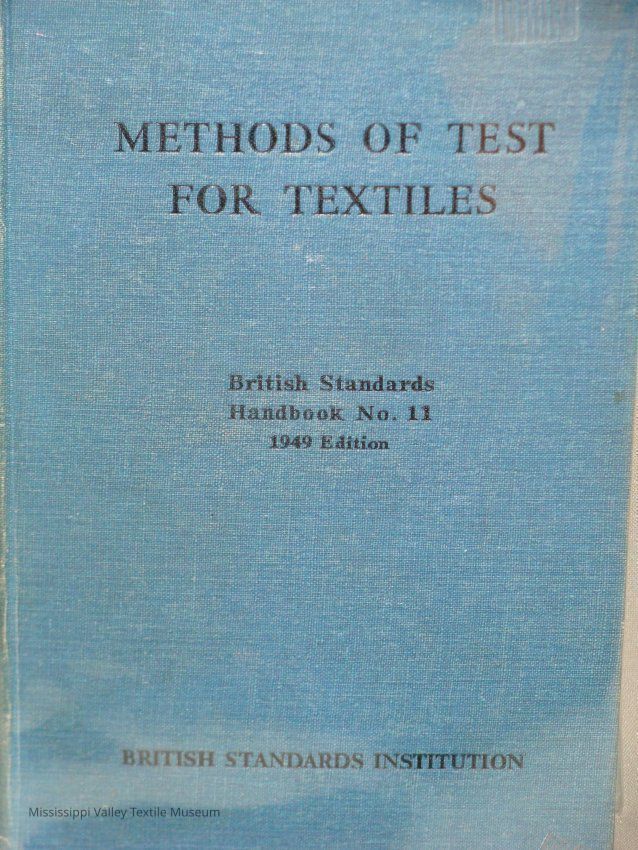 METHODS OF TEST
FOR TEXTILES
British Standards
Handbook No. 11
1949 Edition
BRITISH STANDARDS INSTITUTION
Mississippi Valley Textile Museum